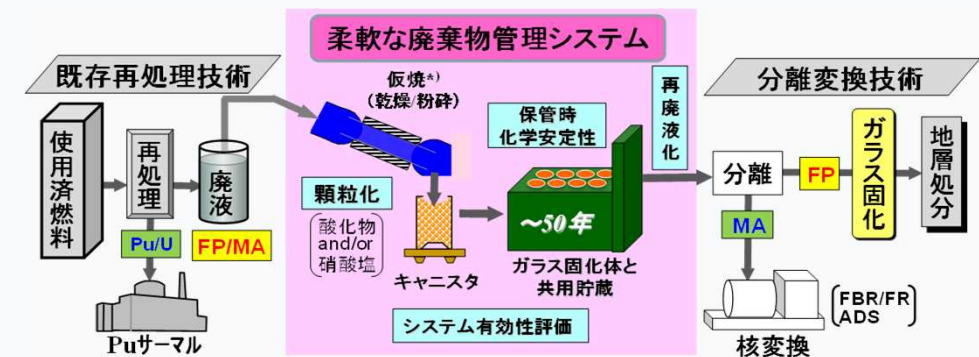 柔軟な廃棄物管理システム
既存再処理技術
使用済燃料
再処理
廃液
Pu/U
FP/MA
Puサーマル
仮焼*)
(乾燥/粉砕)
顆粒化
酸化物
and/or
硝酸塩
キャニスタ
保管時
化学安定性
～50年
ガラス固化体と
共用貯蔵
システム有効性評価
再廃液化
分離変換技術
分離
FP
ガラス固化
地層処分
MA
FBR/FR
ADS
核変換